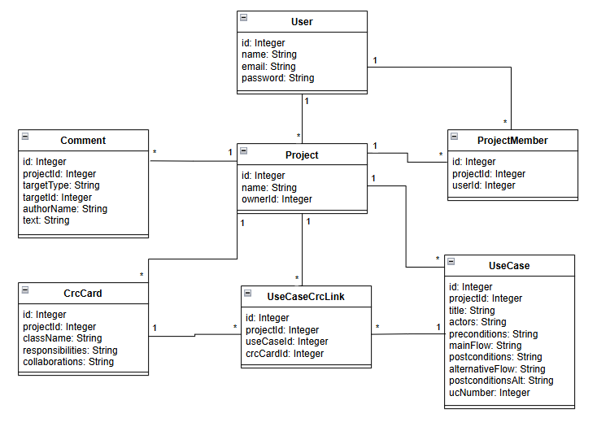 User
id: Integer
name: String
email: String
password: String
1
1
*
*
Comment
id: Integer
projectId: Integer
targetType: String
targetId: Integer
authorName: String
text: String
*
1
Project
id: Integer
name: String
ownerId: Integer
1
*
1
ProjectMember
id: Integer
projectId: Integer
userId: Integer
1
1
*
*
*
CrcCard
id: Integer
projectId: Integer
className: String
responsibilities: String
collaborations: String
1
*
UseCaseCrcLink
id: Integer
projectId: Integer
useCaseId: Integer
crcCardId: Integer
*
1
UseCase
id: Integer
projectId: Integer
title: String
actors: String
preconditions: String
mainFlow: String
postconditions: String
alternativeFlow: String
postconditionsAlt: String
ucNumber: Integer